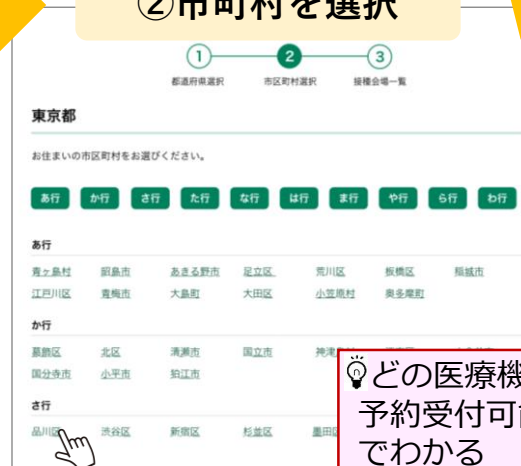 ②市町村を選択
1 2 3
都道府県選択 市区町村選択 接種会場一覧
東京都
お住まいの市区町村をお選びください。
あ行 か行 さ行 た行 な行 は行 ま行 や行 ら行 わ行
あ行
青ヶ島村 昭島市 あきる野市 足立区 荒川区 板橋区 稲城市
江戸川区 青梅市 大島町 大田区 小笠原村 奥多摩町
か行
葛飾区 北区 清瀬市 国立市 神津
国分寺市 小平市 狛江市
さ行
品川区 渋谷区 新宿区 杉並区 墨田区
どの医療機
予約受付可
でわかる